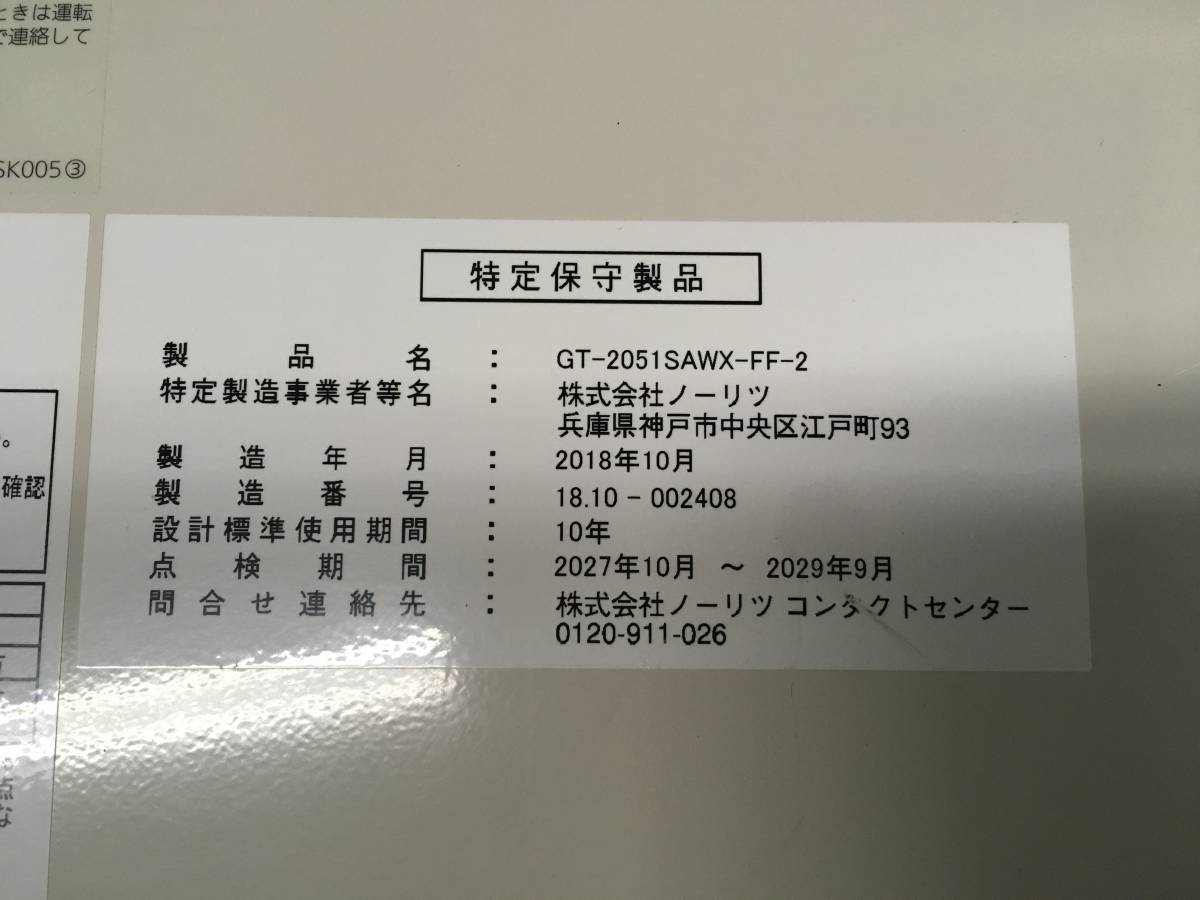 ときは運転
で連絡して
SK005③
特定保守製品
製品名 : GT-2051SAWX-FF-2
特定製造事業者等名 : 株式会社ノーリツ
兵庫県神戸市中央区江戸町93
製造年月 : 2018年10月
製造番号 : 18.10-002408
設計標準使用期間 : 10年
点検期間 : 2027年10月 ~ 2029年9月
問合せ連絡先 : 株式会社ノーリツ コンタクトセンター
0120-911-026
。
確認
点
な